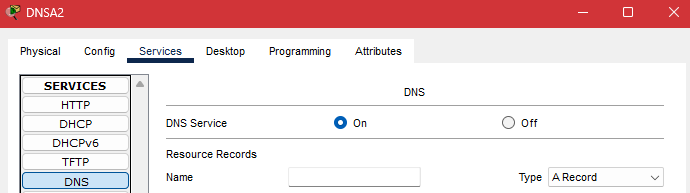 DNSA2
Physical Config Services Desktop Programming Attributes
SERVICES
HTTP
DHCP
DHCPv6
TFTP
DNS
DNS
DNS Service On Off
Resource Records
Name Type A Record